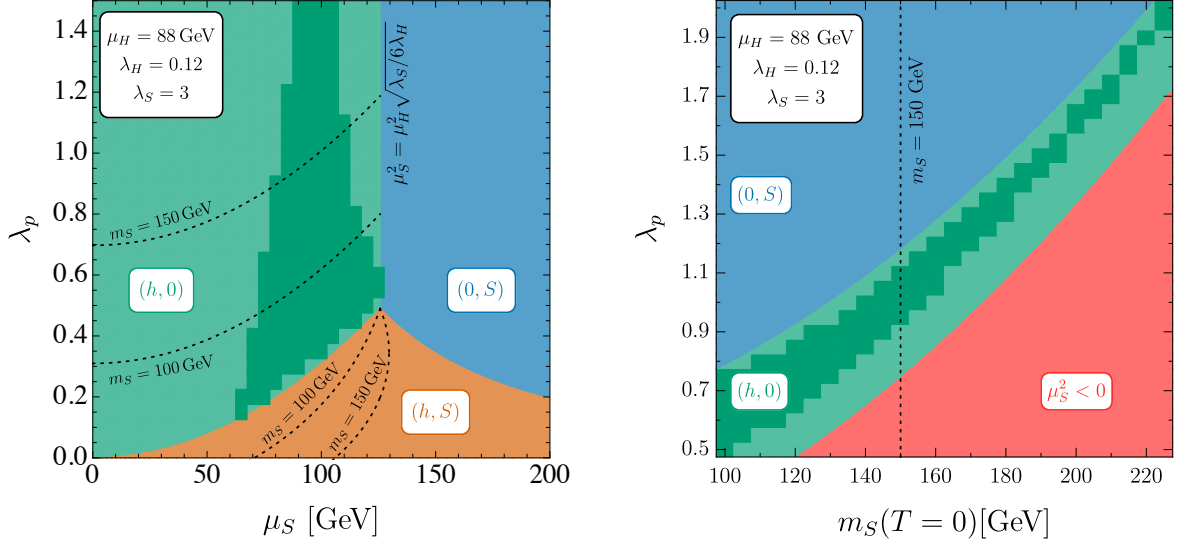 1.4
1.2
1.0
0.8
0.6
0.4
0.2
0.0
λ_p
μ_H = 88 GeV
λ_H = 0.12
λ_S = 3
μ_S^2 = μ_H^2 √λ_S/6λ_H
m_S = 150 GeV
(h, 0)
(0, S)
m_S = 100 GeV
m_S = 100 GeV
m_S = 150 GeV
(h, S)
0 50 100 150 200
μ_S [GeV]
1.9
1.7
1.5
1.3
1.1
0.9
0.7
0.5
λ_p
μ_H = 88 GeV
λ_H = 0.12
λ_S = 3
m_S = 150 GeV
(0, S)
(h, 0)
μ_S^2 < 0
100 120 140 160 180 200 220
m_S(T = 0)[GeV]